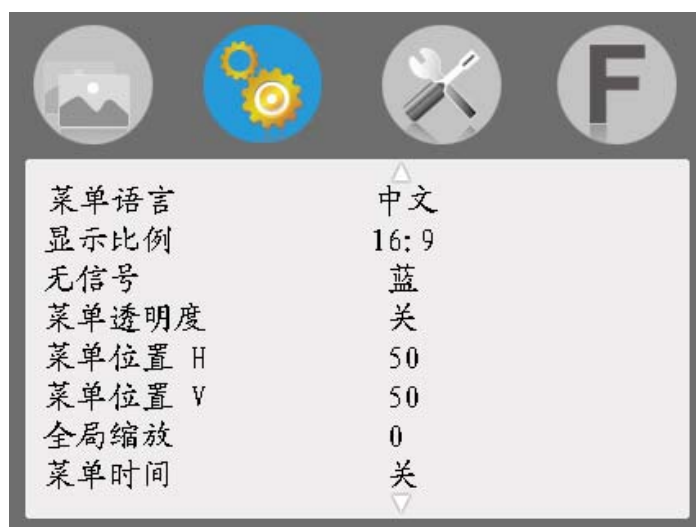 F
菜单语言 中文
显示比例 16:9
无信号 蓝
菜单透明度 关
菜单位置 H 50
菜单位置 V 50
全局缩放 0
菜单时间 关